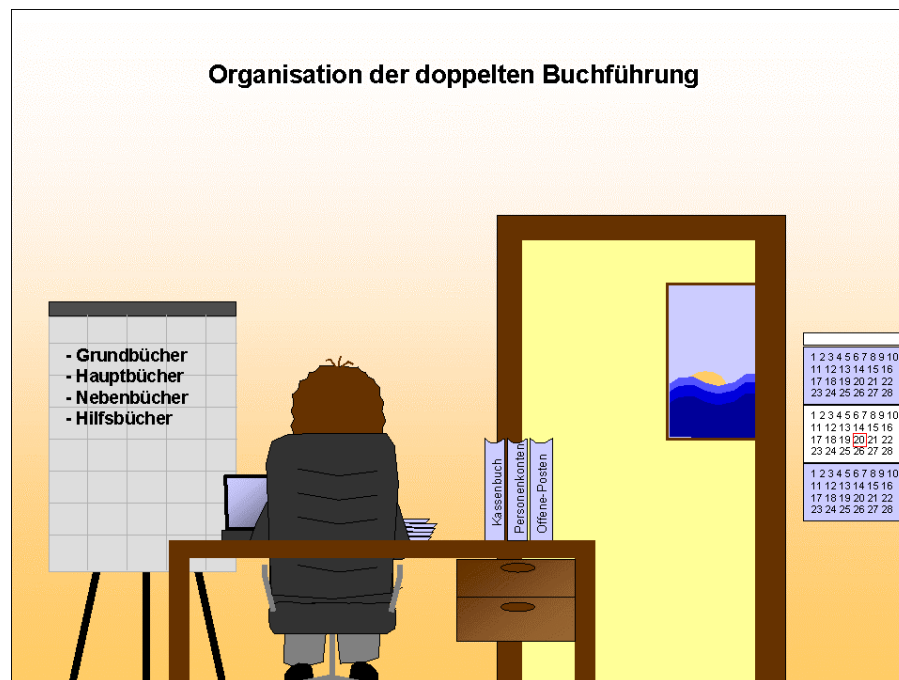 Organisation der doppelten Buchführung
- Grundbücher
- Hauptbücher
- Nebenbücher
- Hilfsbücher
Kassenbuch
Personenkonten
Offene-Posten
1 2 3 4 5 6 7 8 9 10
11 12 13 14 15 16
17 18 19 20 21 22
23 24 25 26 27 28
1 2 3 4 5 6 7 8 9 10
11 12 13 14 15 16
17 18 19 20 21 22
23 24 25 26 27 28
1 2 3 4 5 6 7 8 9 10
11 12 13 14 15 16
17 18 19 20 21 22
23 24 25 26 27 28